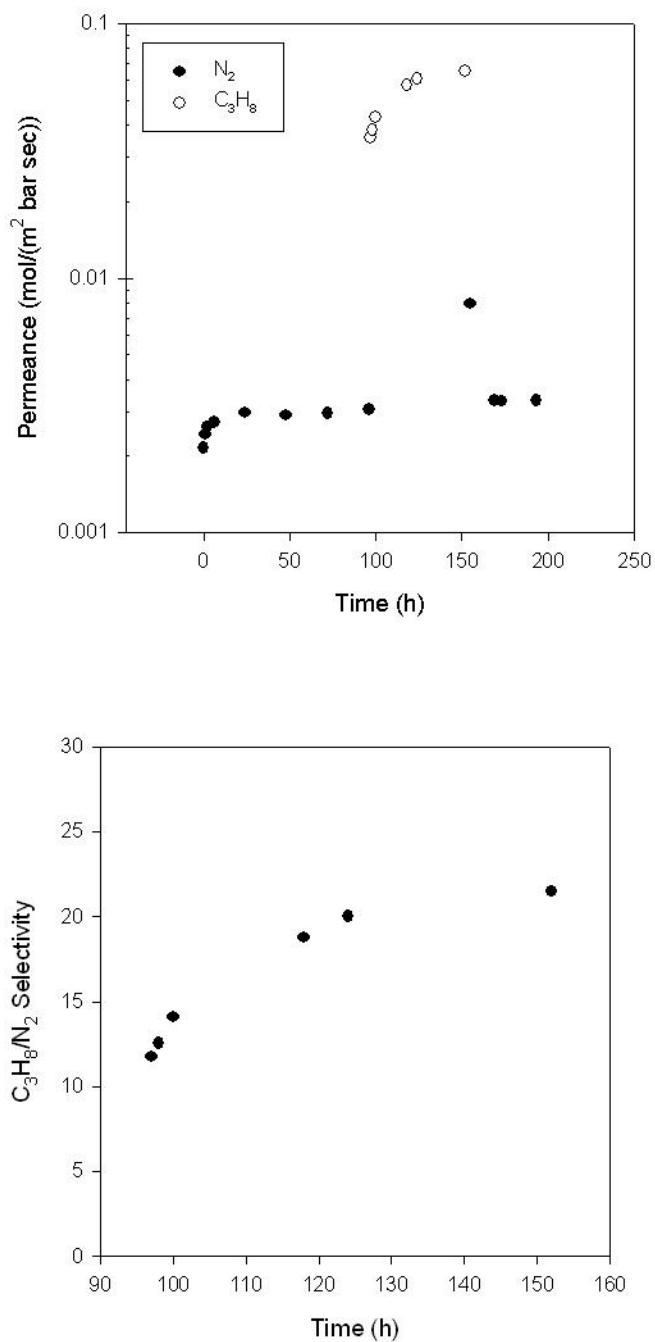 0.1
N₂
C₃H₈
Permeance (mol/(m² bar sec))
0.01
0.001
0 50 100 150 200 250
Time (h)
30
25
20
C₃H₈/N₂ Selectivity
15
10
5
0
90 100 110 120 130 140 150 160
Time (h)